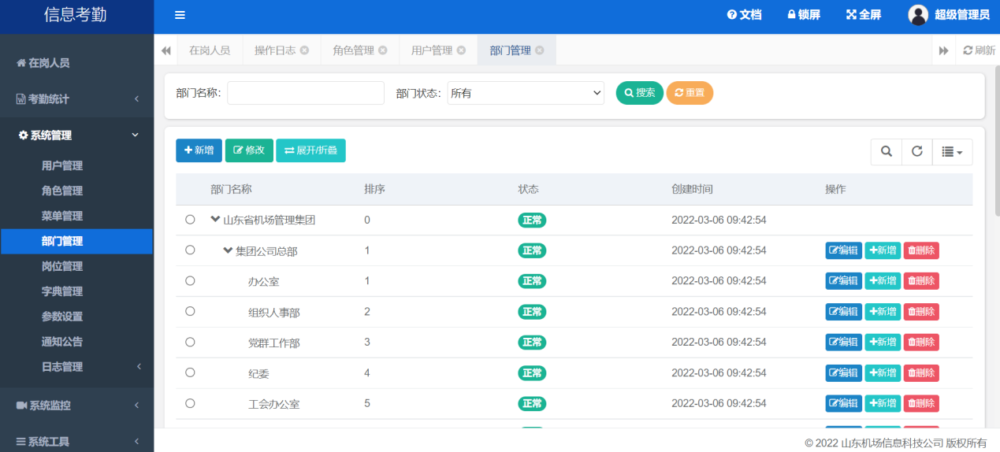 信息考勤
文档 锁屏 全屏 超级管理员
在岗人员 操作日志 角色管理 用户管理 部门管理 刷新
在岗人员
考勤统计
系统管理
用户管理
角色管理
菜单管理
部门管理
岗位管理
字典管理
参数设置
通知公告
日志管理
系统监控
系统工具
部门名称： 部门状态： 所有 搜索 重置
新增 修改 展开/折叠
部门名称 排序 状态 创建时间 操作
山东省机场管理集团 0 正常 2022-03-06 09:42:54
集团公司总部 1 正常 2022-03-06 09:42:54 编辑 新增 删除
办公室 1 正常 2022-03-06 09:42:54 编辑 新增 删除
组织人事部 2 正常 2022-03-06 09:42:54 编辑 新增 删除
党群工作部 3 正常 2022-03-06 09:42:54 编辑 新增 删除
纪委 4 正常 2022-03-06 09:42:54 编辑 新增 删除
工会办公室 5 正常 2022-03-06 09:42:54 编辑 新增 删除
© 2022 山东机场信息科技公司 版权所有